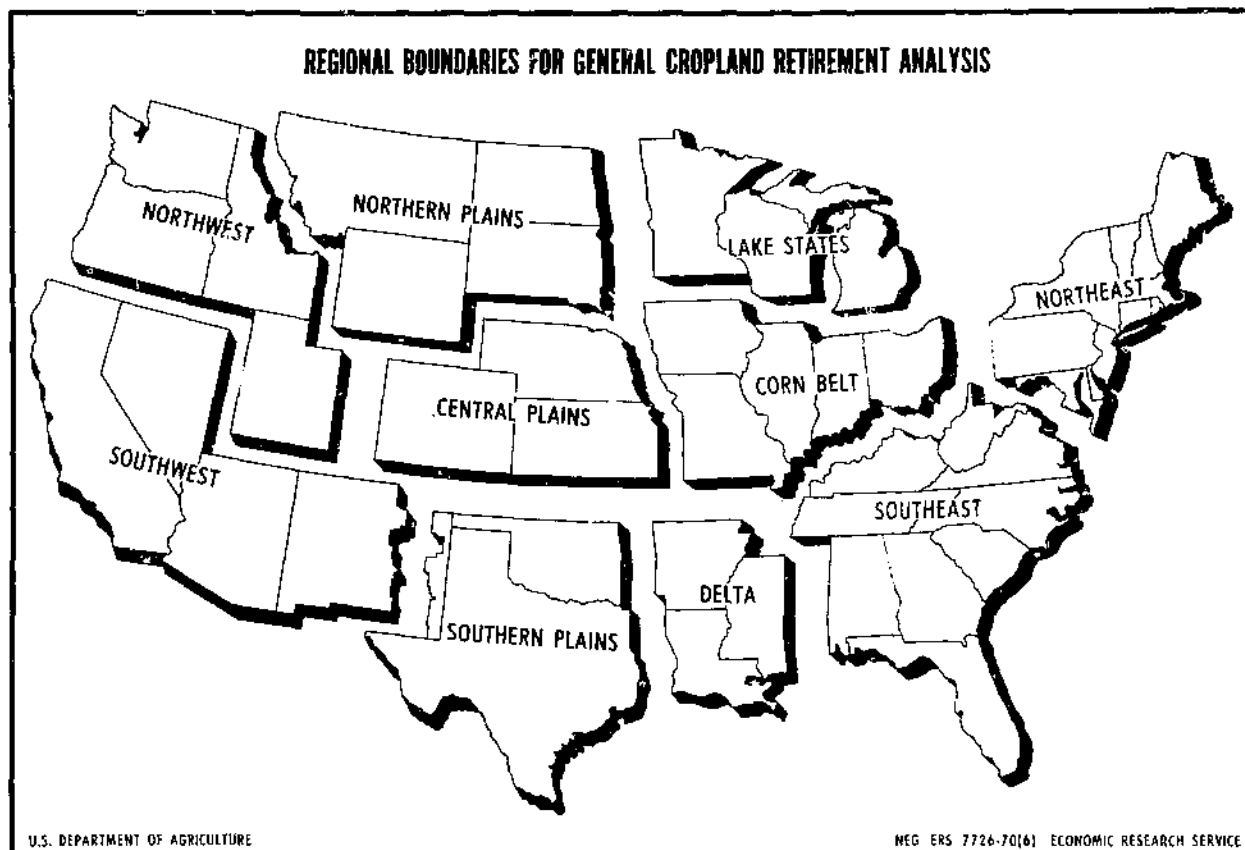 REGIONAL BOUNDARIES FOR GENERAL CROPLAND RETIREMENT ANALYSIS
NORTHWEST
NORTHERN PLAINS
LAKE STATES
NORTHEAST
CORN BELT
CENTRAL PLAINS
SOUTHWEST
SOUTHEAST
DELTA
SOUTHERN PLAINS
U.S. DEPARTMENT OF AGRICULTURE
NEG ERS 7726-70(6) ECONOMIC RESEARCH SERVICE